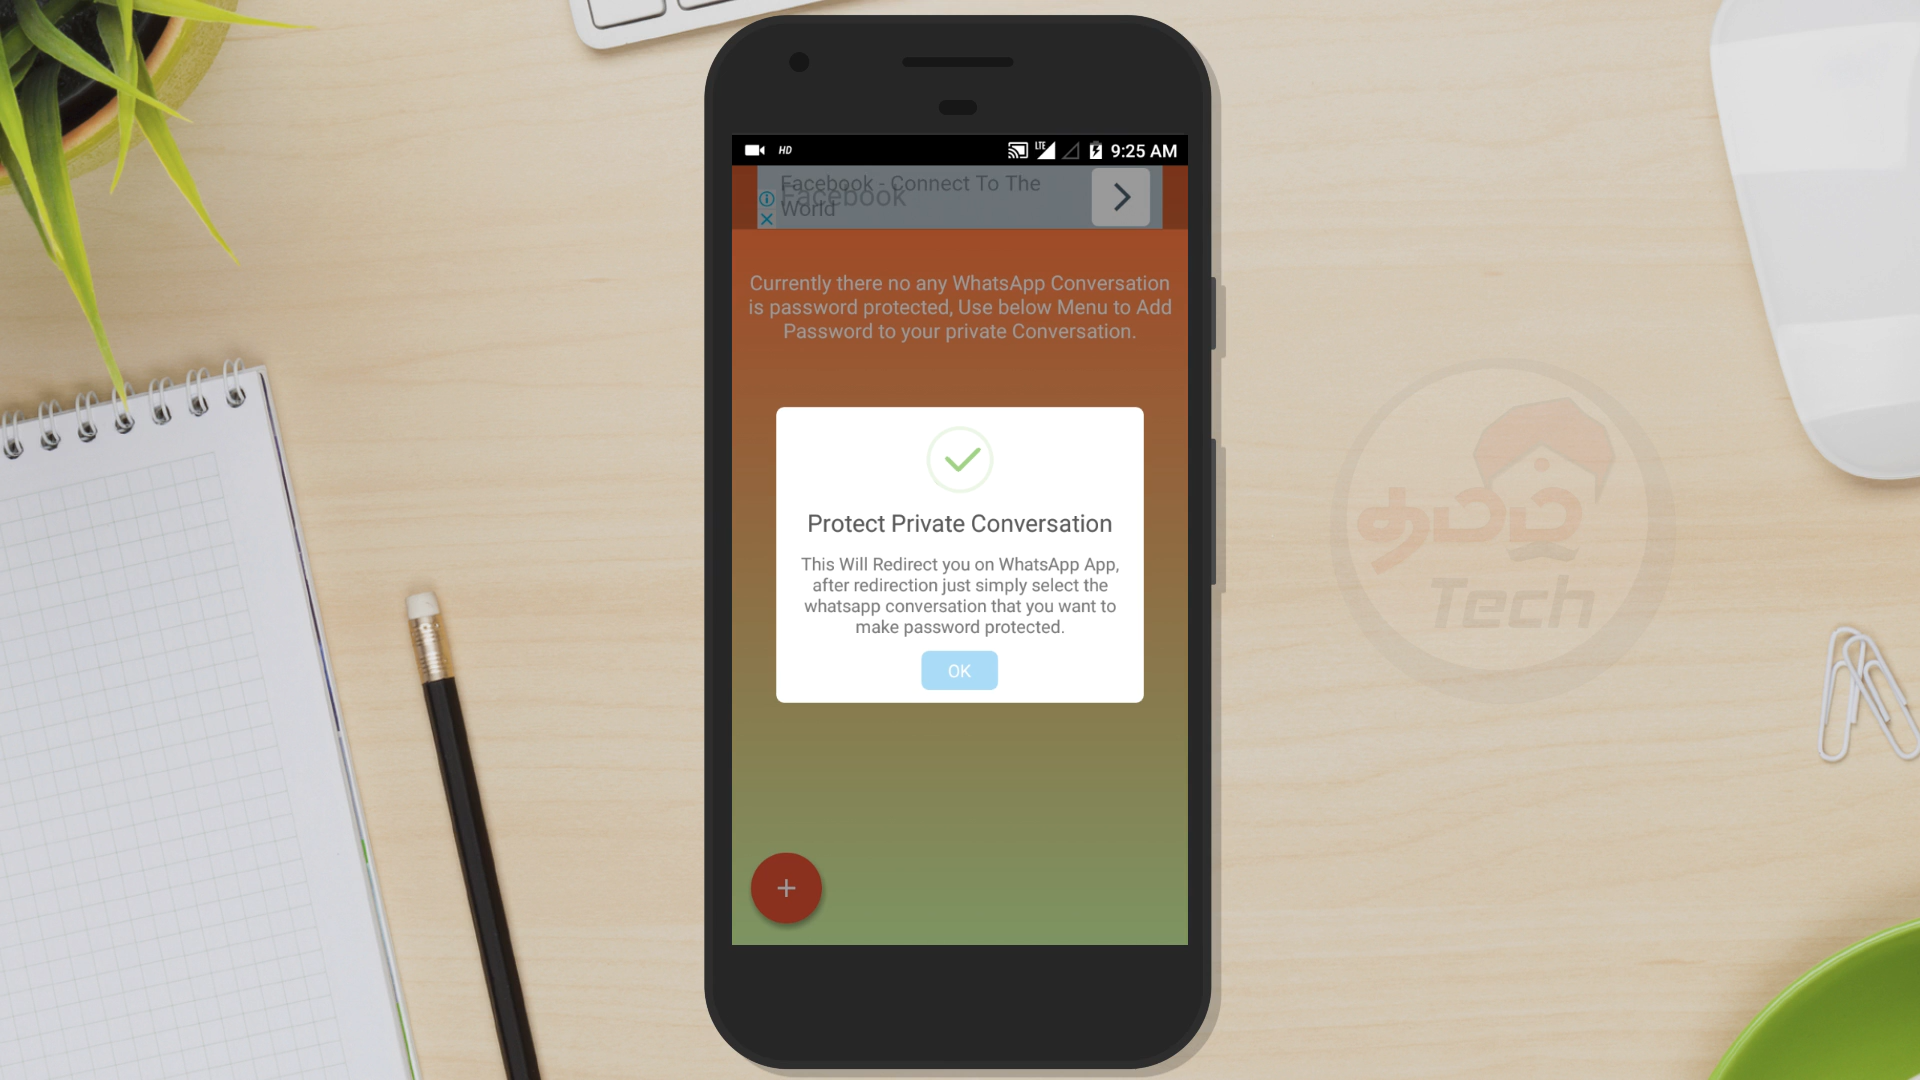 HD
LTE
9:25 AM
Facebook - Connect To The
World
Facebook
Currently there no any WhatsApp Conversation
is password protected, Use below Menu to Add
Password to your private Conversation.
Protect Private Conversation
This Will Redirect you on WhatsApp App,
after redirection just simply select the
whatsapp conversation that you want to
make password protected.
OK
தமிழ்
Tech